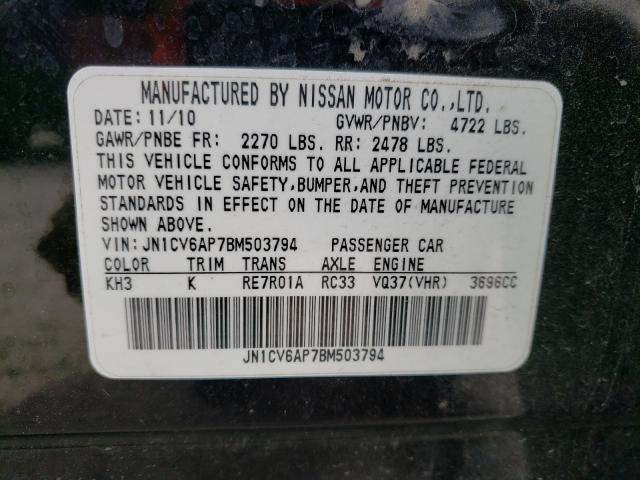 MANUFACTURED BY NISSAN MOTOR CO.,LTD.
DATE: 11/10 GVWR/PNBV: 4722 LBS.
GAWR/PNBE FR: 2270 LBS. RR: 2478 LBS.
THIS VEHICLE CONFORMS TO ALL APPLICABLE FEDERAL
MOTOR VEHICLE SAFETY,BUMPER,AND THEFT PREVENTION
STANDARDS IN EFFECT ON THE DATE OF MANUFACTURE
SHOWN ABOVE.
VIN: JN1CV6AP7BM503794 PASSENGER CAR
COLOR TRIM TRANS AXLE ENGINE
KH3 K RE7R01A RC33 VQ37(VHR) 3696CC
JN1CV6AP7BM503794